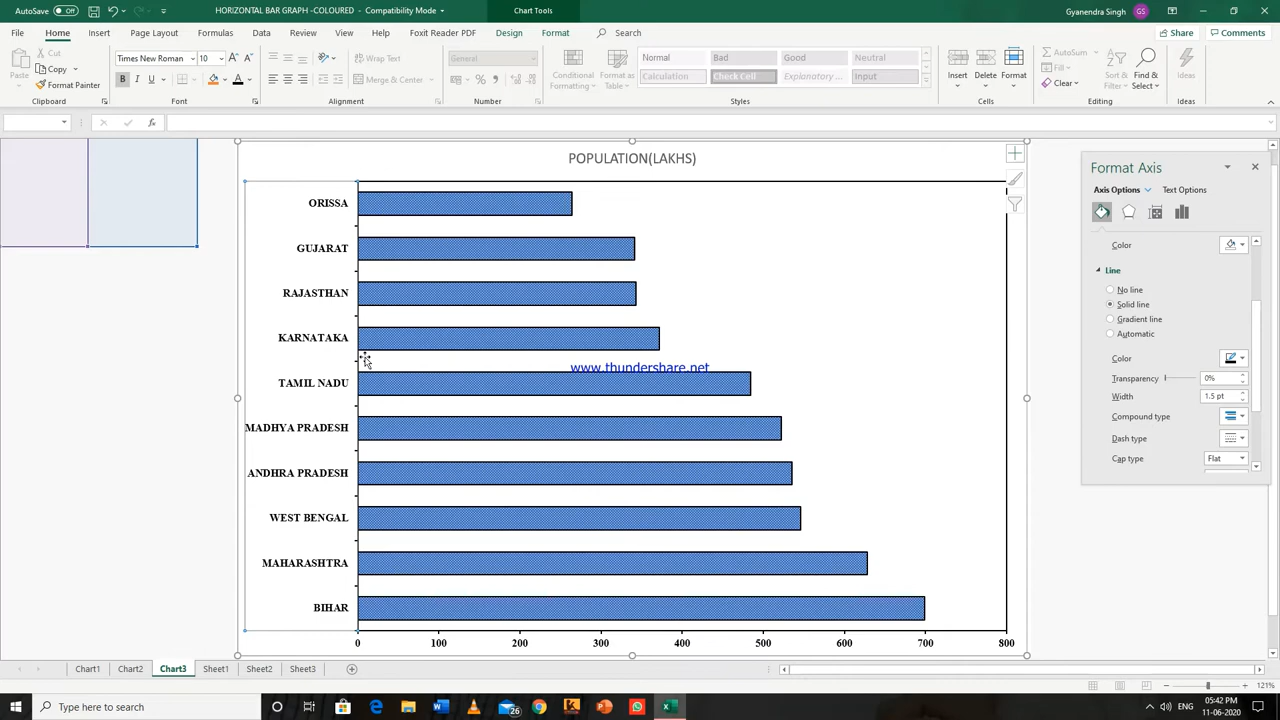 AutoSave Off
HORIZONTAL BAR GRAPH -COLOURED - Compatibility Mode
Chart Tools
Gyanendra Singh GS
File Home Insert Page Layout Formulas Data Review View Help Foxit Reader PDF Design Format Search
Share Comments
Cut
Copy
Format Painter
Paste
Clipboard
Times New Roman 10
B I U
Font
Wrap Text
Merge & Center
Alignment
General
Number
Conditional Formatting
Format as Table
Normal Bad Good Neutral
Calculation Check Cell Explanatory ... Input
Styles
Insert Delete Format
Cells
AutoSum
Fill
Clear
Sort & Filter
Find & Select
Editing
Ideas
Ideas
POPULATION(LAKHS)
ORISSA
GUJARAT
RAJASTHAN
KARNATAKA
www.thundershare.net
TAMIL NADU
MADHYA PRADESH
ANDHRA PRADESH
WEST BENGAL
MAHARASHTRA
BIHAR
0 100 200 300 400 500 600 700 800
Format Axis
Axis Options Text Options
Color
Line
No line
Solid line
Gradient line
Automatic
Color
Transparency 0%
Width 1.5 pt
Compound type
Dash type
Cap type Flat
Chart1 Chart2 Chart3 Sheet1 Sheet2 Sheet3
121%
Type here to search
26
ENG
05:42 PM
11-06-2020